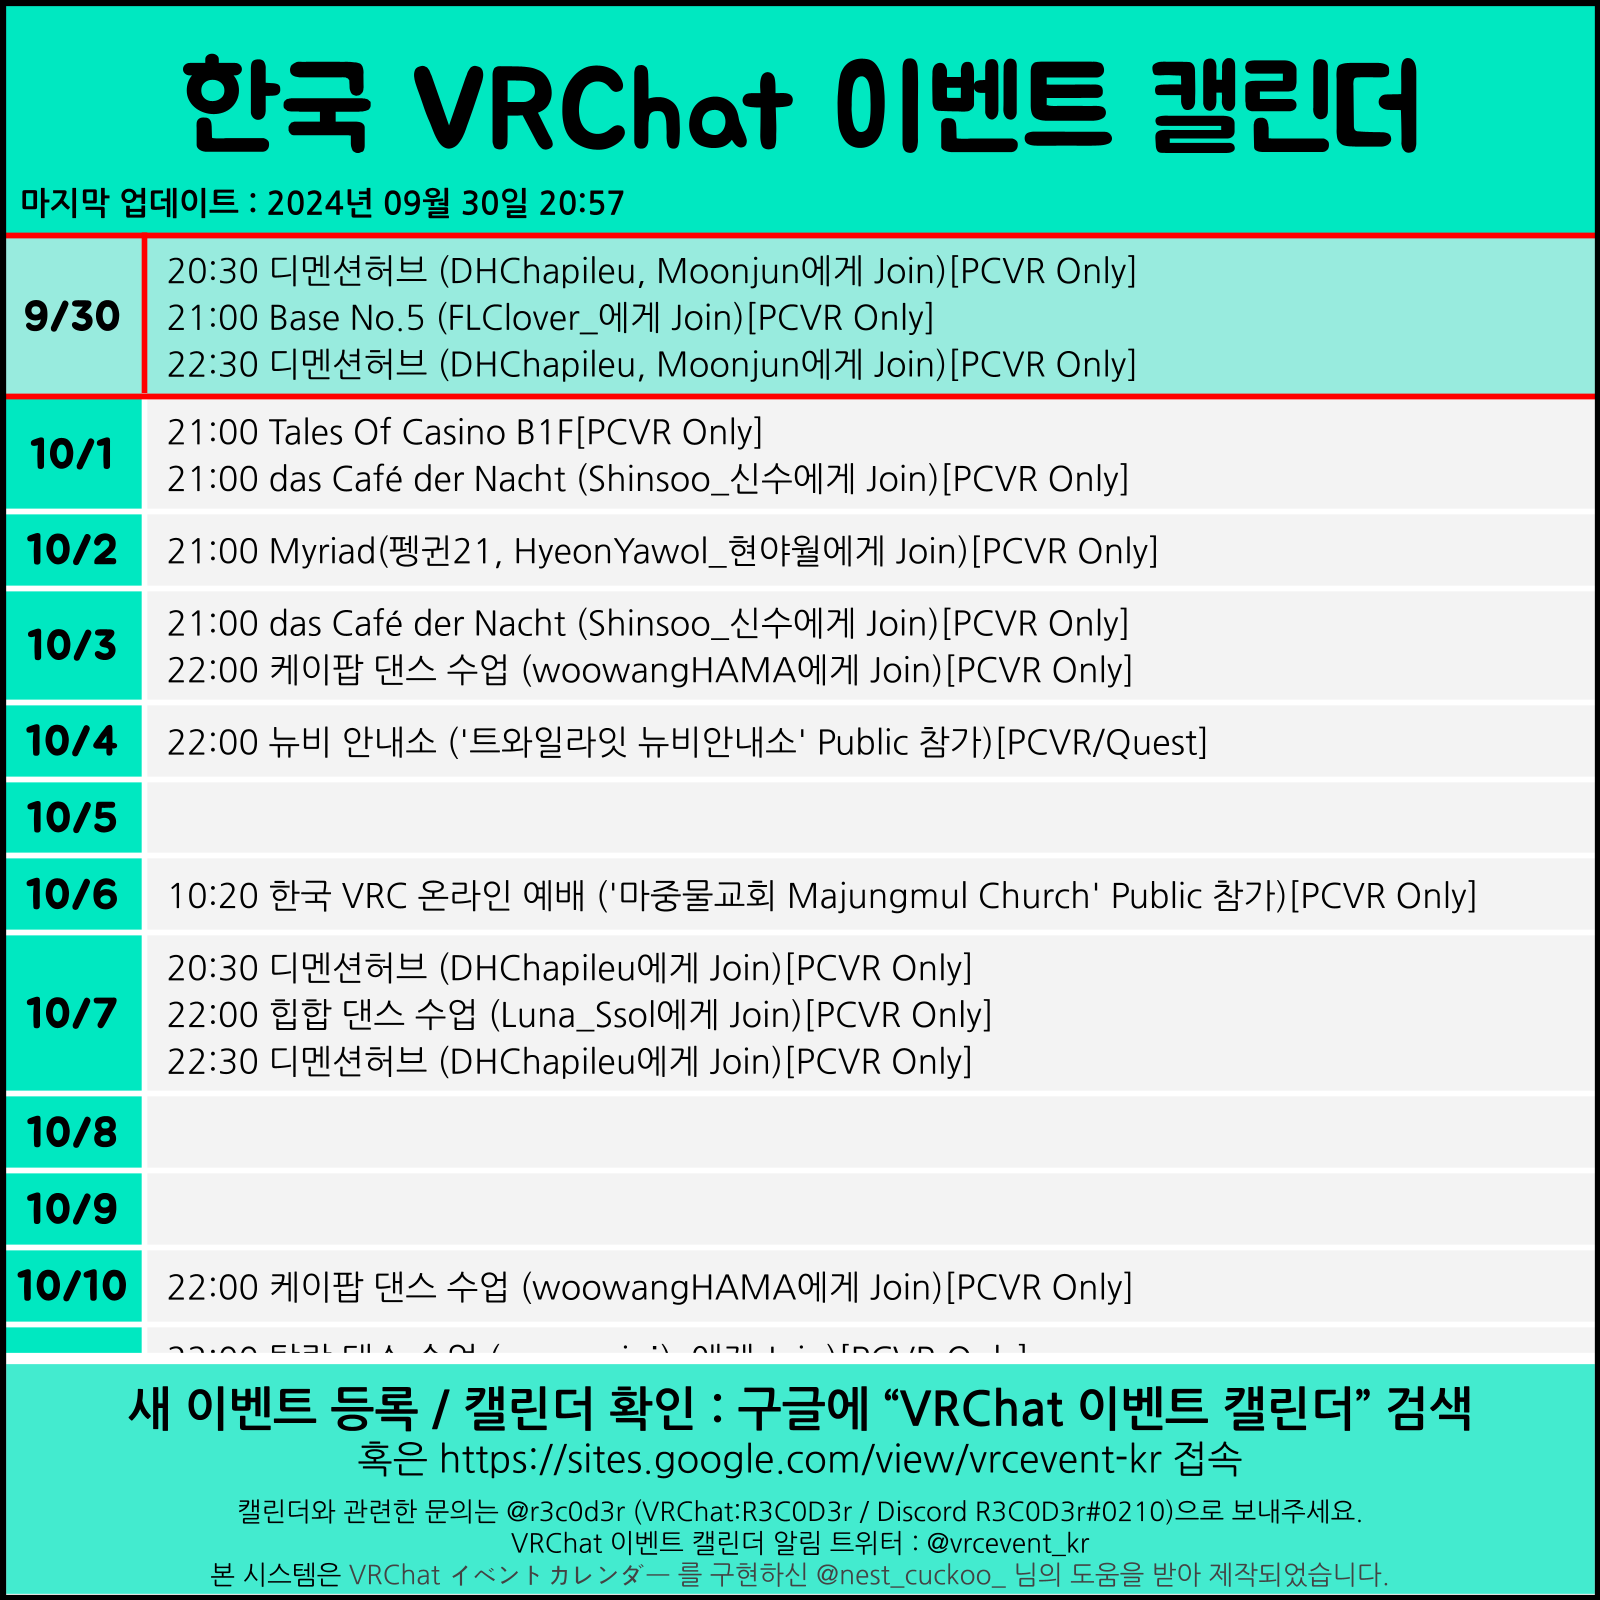 한국 VRChat 이벤트 캘린더
마지막 업데이트 : 2024년 09월 30일 20:57
9/30
20:30 디멘션허브 (DHChapileu, Moonjun에게 Join)[PCVR Only]
21:00 Base No.5 (FLClover_에게 Join)[PCVR Only]
22:30 디멘션허브 (DHChapileu, Moonjun에게 Join)[PCVR Only]
10/1
21:00 Tales Of Casino B1F[PCVR Only]
21:00 das Café der Nacht (Shinsoo_신수에게 Join)[PCVR Only]
10/2
21:00 Myriad(펭귄21, HyeonYawol_현야월에게 Join)[PCVR Only]
10/3
21:00 das Café der Nacht (Shinsoo_신수에게 Join)[PCVR Only]
22:00 케이팝 댄스 수업 (woowangHAMA에게 Join)[PCVR Only]
10/4
22:00 뉴비 안내소 ('트와일라잇 뉴비안내소' Public 참가)[PCVR/Quest]
10/5
10/6
10:20 한국 VRC 온라인 예배 ('마중물교회 Majungmul Church' Public 참가)[PCVR Only]
10/7
20:30 디멘션허브 (DHChapileu에게 Join)[PCVR Only]
22:00 힙합 댄스 수업 (Luna_Ssol에게 Join)[PCVR Only]
22:30 디멘션허브 (DHChapileu에게 Join)[PCVR Only]
10/8
10/9
10/10
22:00 케이팝 댄스 수업 (woowangHAMA에게 Join)[PCVR Only]
댄스 수업 Join)[PCVR Only]
새 이벤트 등록 / 캘린더 확인 : 구글에 “VRChat 이벤트 캘린더” 검색
혹은 https://sites.google.com/view/vrcevent-kr 접속
캘린더와 관련한 문의는 @r3c0d3r (VRChat:R3C0D3r / Discord R3C0D3r#0210)으로 보내주세요.
VRChat 이벤트 캘린더 알림 트위터 : @vrcevent_kr
본 시스템은 VRChat イベントカレンダー 를 구현하신 @nest_cuckoo_ 님의 도움을 받아 제작되었습니다.